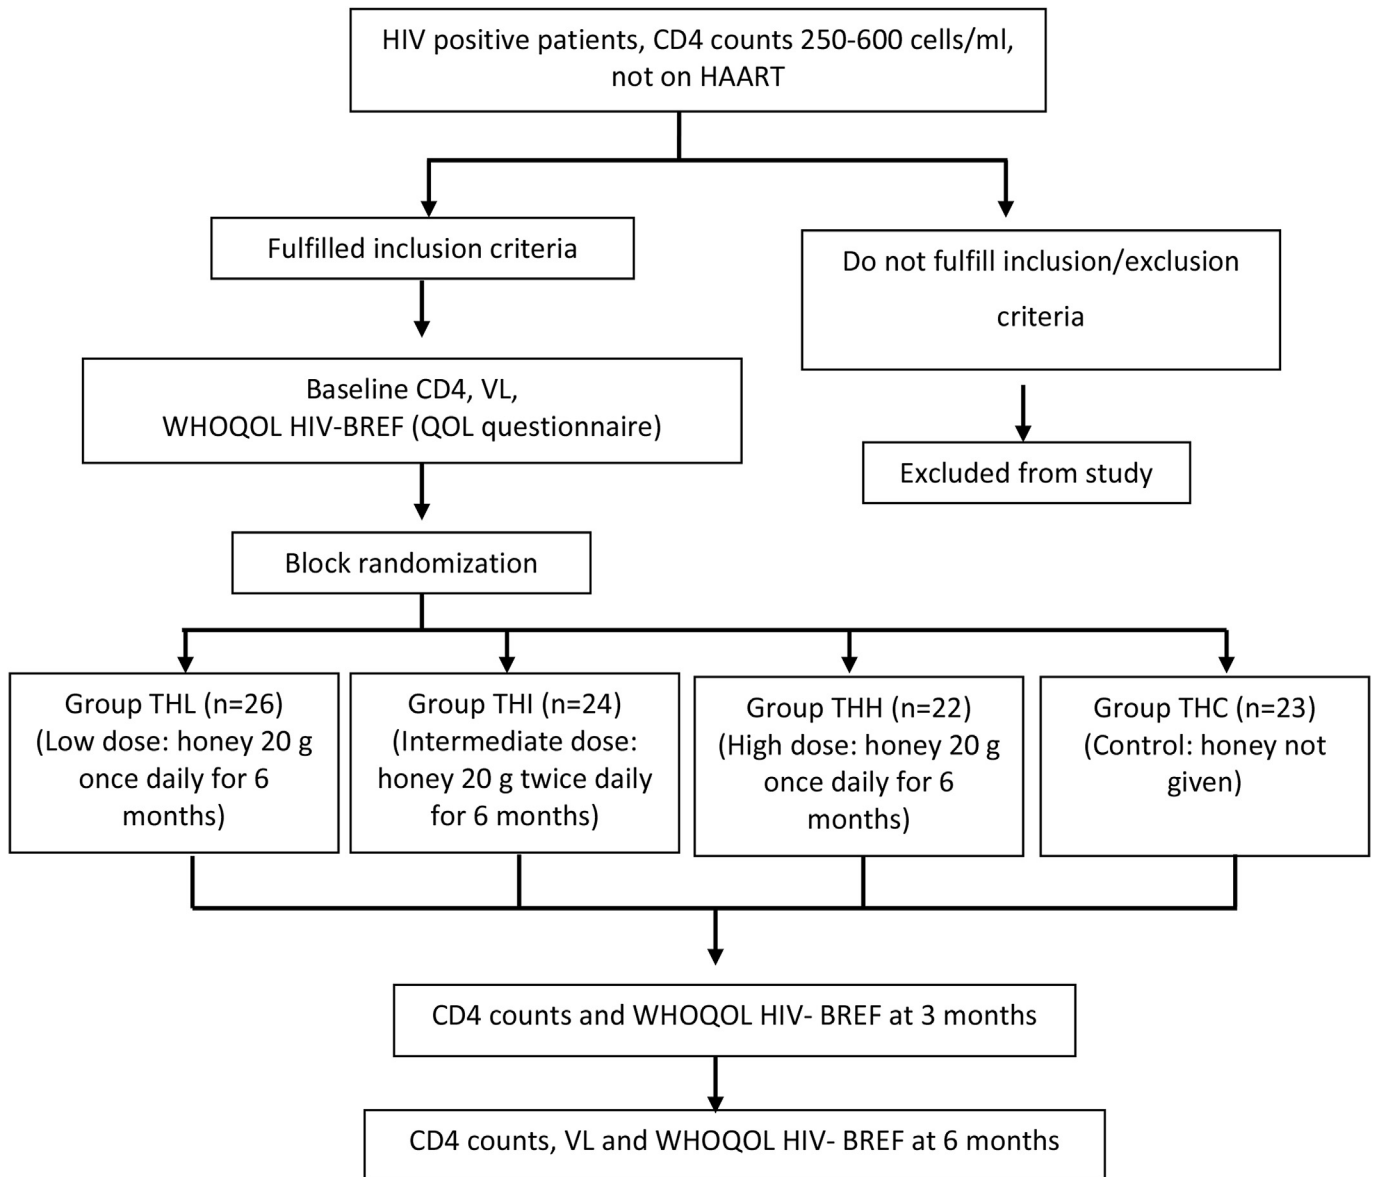 HIV positive patients, CD4 counts 250-600 cells/ml,
not on HAART
Fulfilled inclusion criteria
Do not fulfill inclusion/exclusion
criteria
Baseline CD4, VL,
WHOQOL HIV-BREF (QOL questionnaire)
Excluded from study
Block randomization
Group THL (n=26)
(Low dose: honey 20 g
once daily for 6
months)
Group THI (n=24)
(Intermediate dose:
honey 20 g twice daily
for 6 months)
Group THH (n=22)
(High dose: honey 20 g
once daily for 6
months)
Group THC (n=23)
(Control: honey not
given)
CD4 counts and WHOQOL HIV- BREF at 3 months
CD4 counts, VL and WHOQOL HIV- BREF at 6 months